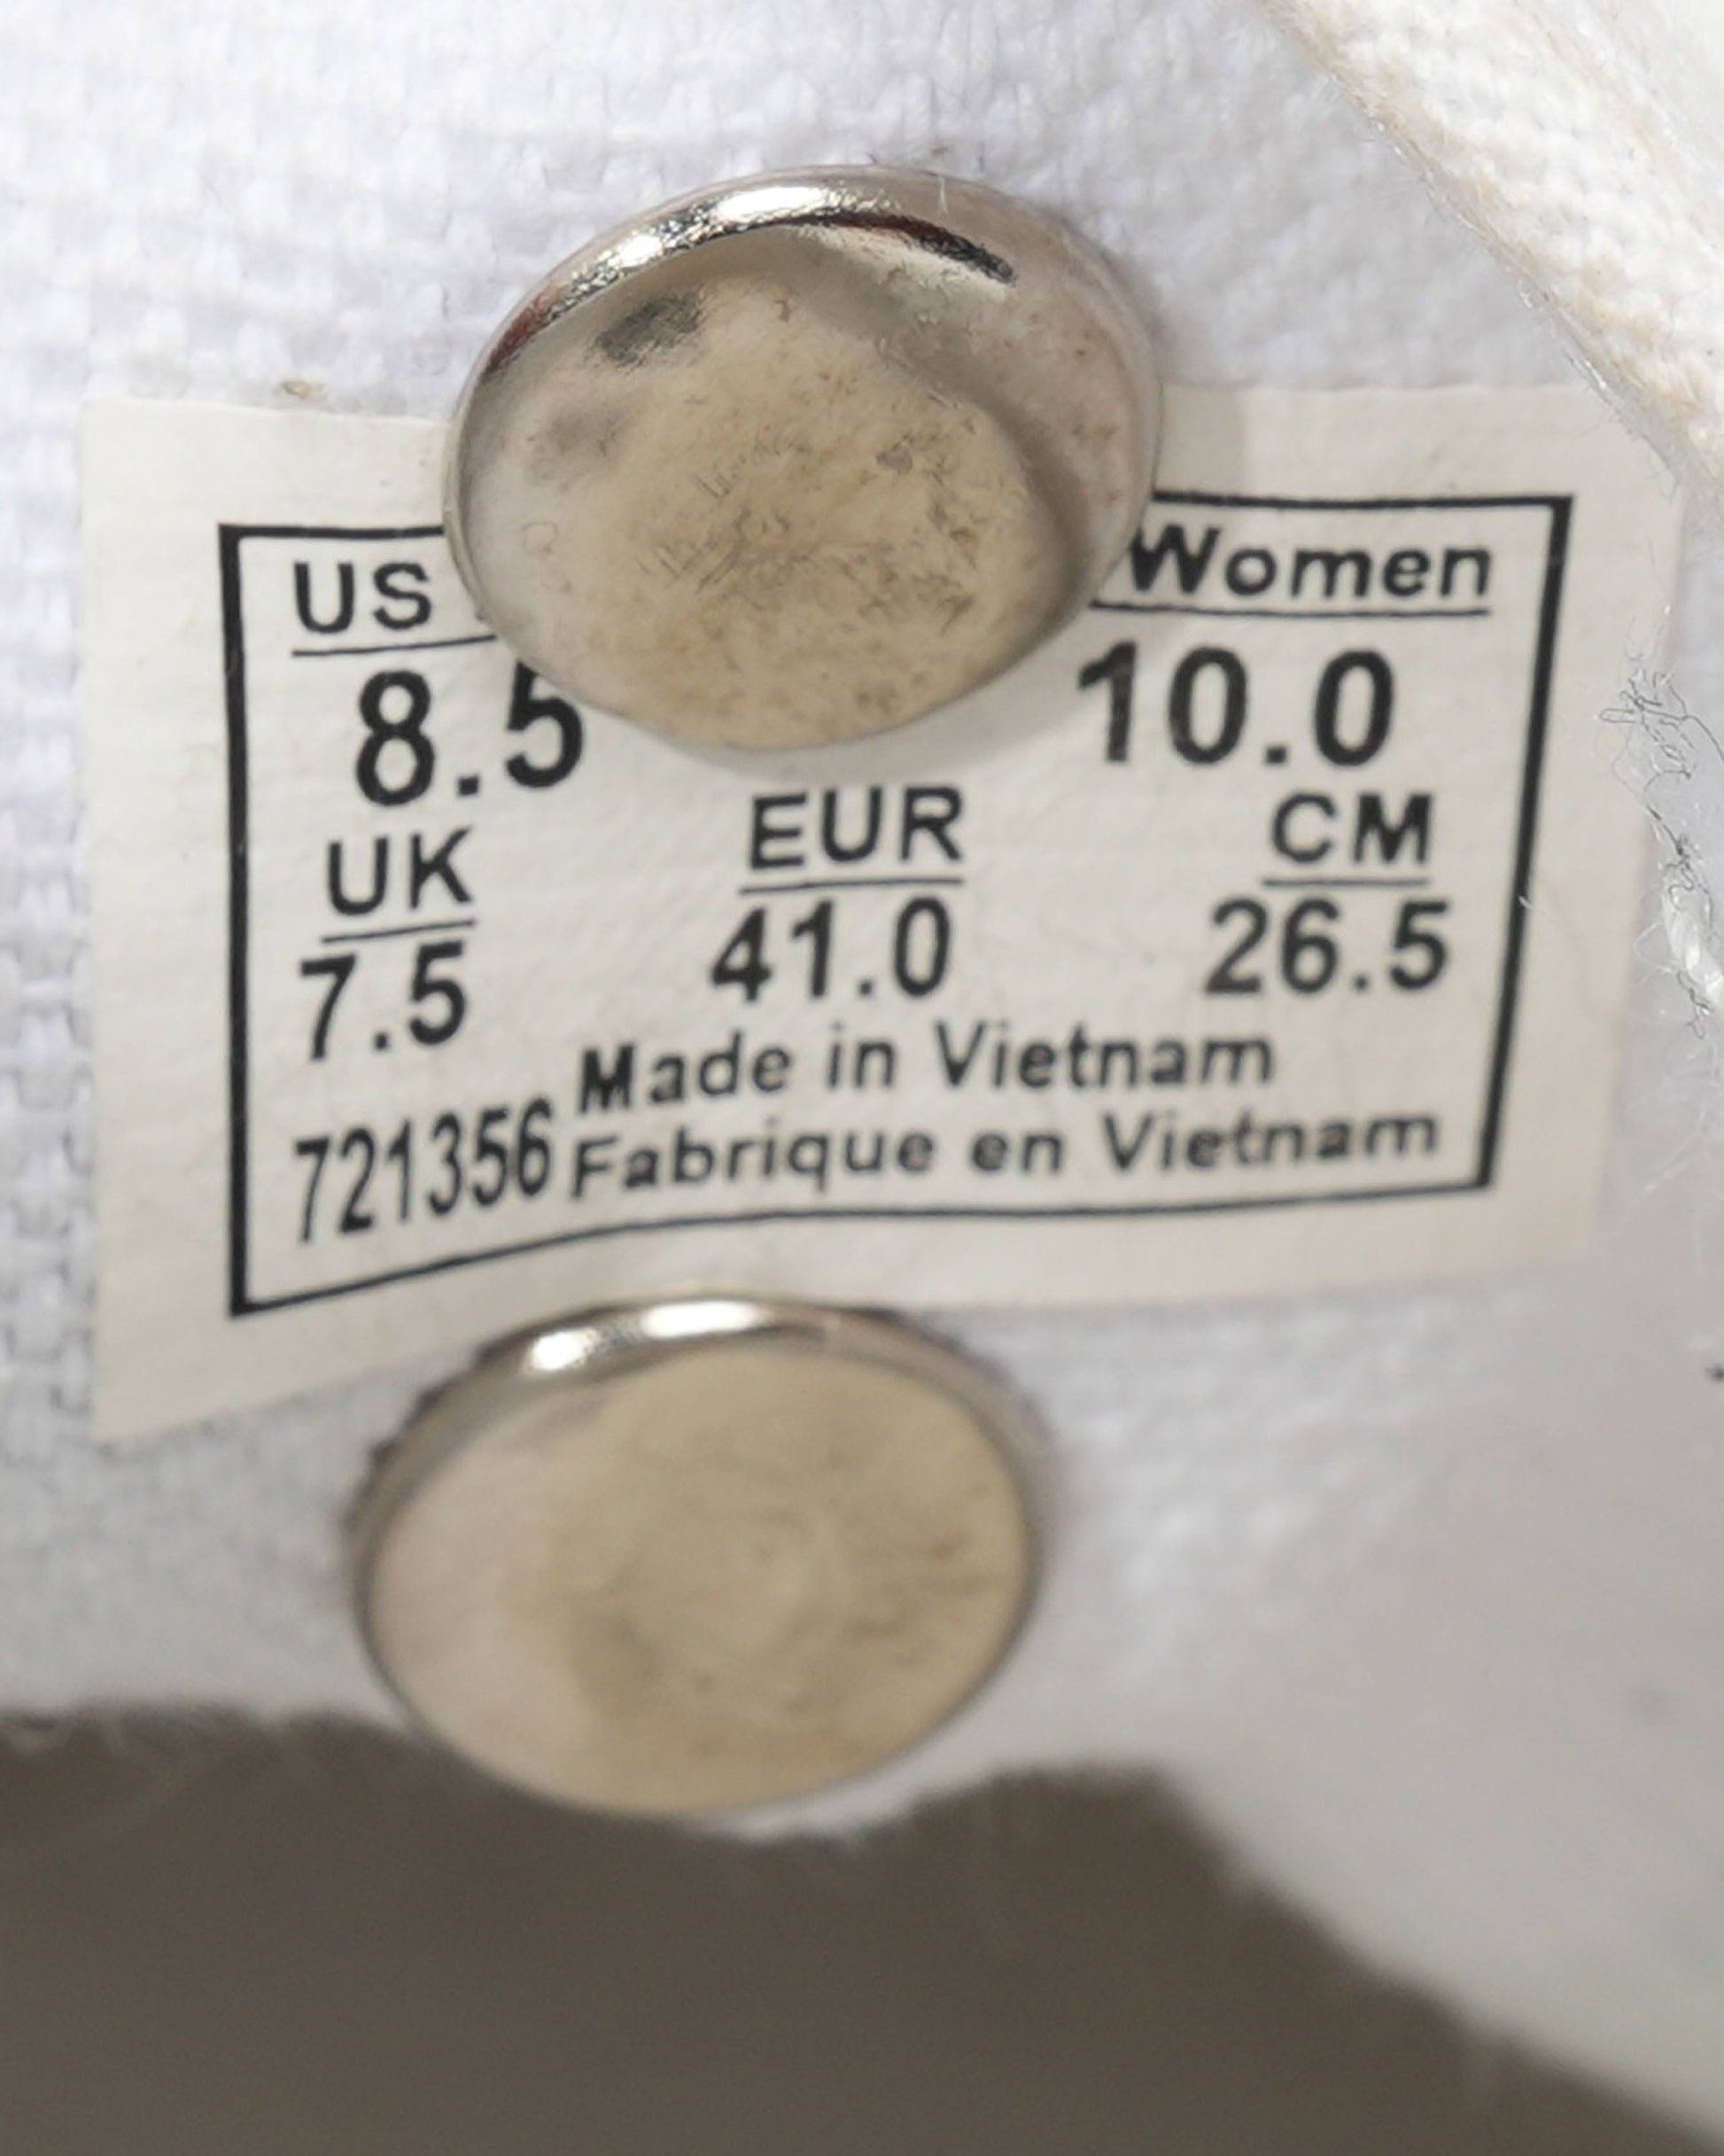 US Women
8.5 10.0
UK EUR CM
7.5 41.0 26.5
Made in Vietnam
721356 Fabrique en Vietnam